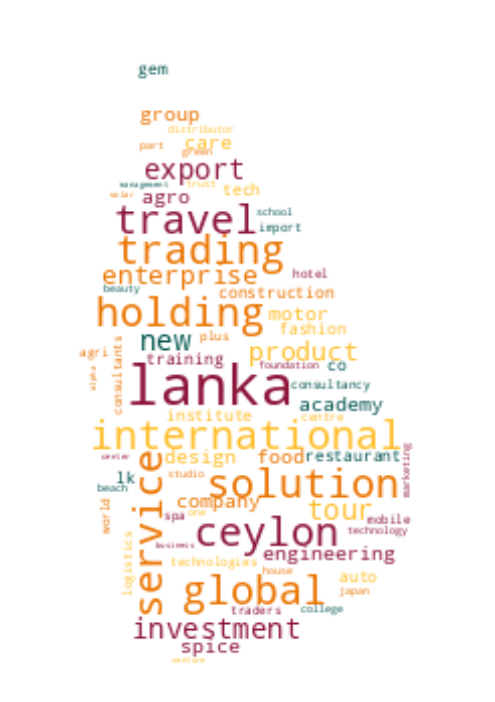 gem
group
distributor
part care
green
export
management trust
solar agro tech
travel school
import
trading
enterprise hotel
beauty construction
holding motor
fashion
new plus
agri training product
consultants foundation co
alpha lanka consultancy
academy
institute centre
international
center design food restaurant
marketing
lk studio solution
beach
world service company tour
spa one mobile
ceylon technology
business engineering
logistics technologies
house auto
global japan
traders college
investment
spice
venture